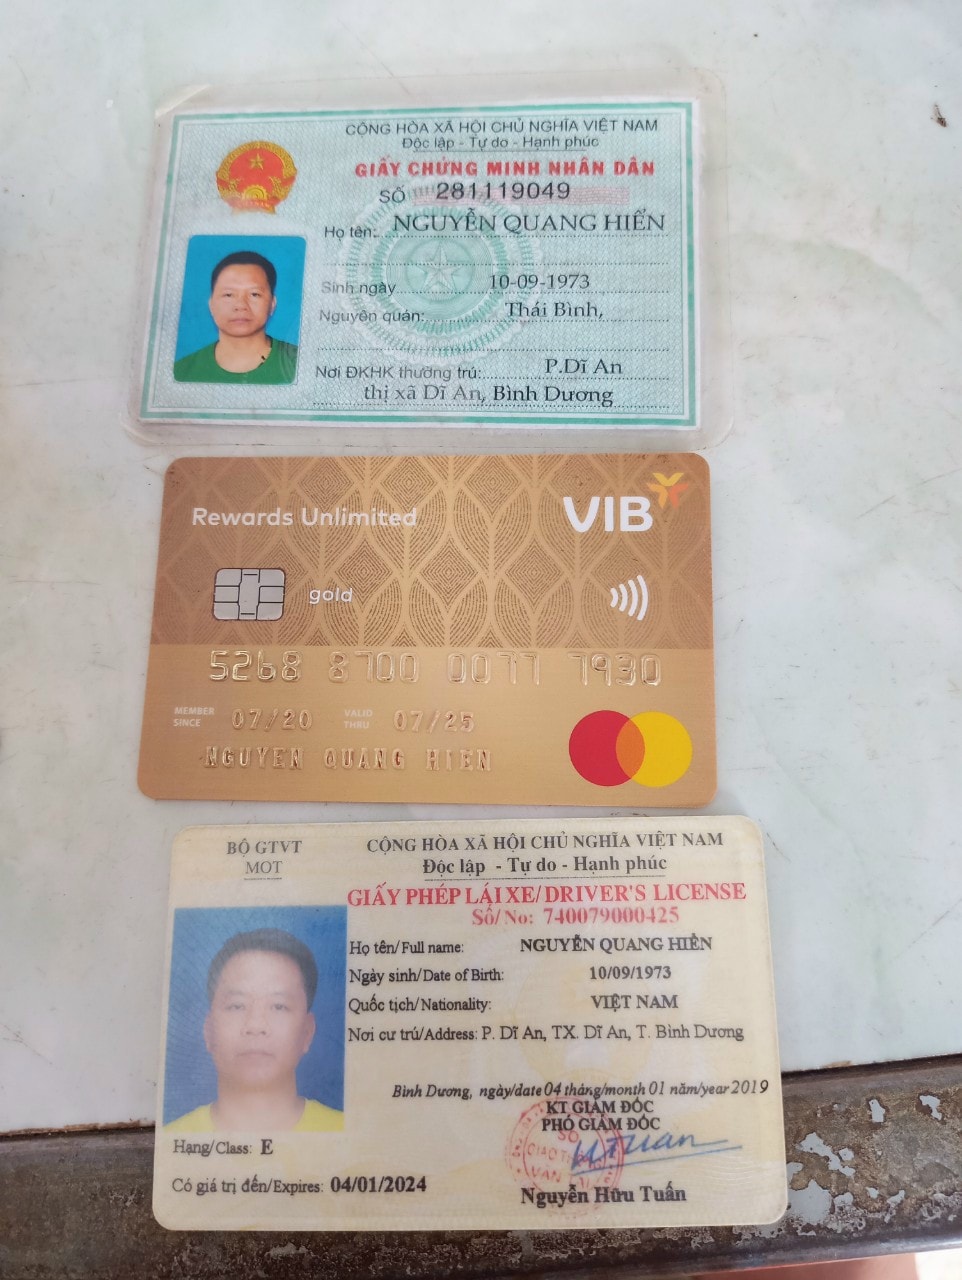 CỘNG HÒA XÃ HỘI CHỦ NGHĨA VIỆT NAM
Độc lập - Tự do - Hạnh phúc
GIẤY CHỨNG MINH NHÂN DÂN
SỐ 281119049
Họ tên: NGUYỄN QUANG HIỂN
Sinh ngày 10-09-1973
Nguyên quán: Thái Bình,
Nơi ĐKHK thường trú: P.Dĩ An
thị xã Dĩ An, Bình Dương
Rewards Unlimited
VIB
gold
5268 8700 0077 7930
MEMBER SINCE 07/20 VALID THRU 07/25
NGUYEN QUANG HIEN
BỘ GTVT
MOT
CỘNG HÒA XÃ HỘI CHỦ NGHĨA VIỆT NAM
Độc lập - Tự do - Hạnh phúc
GIẤY PHÉP LÁI XE/DRIVER'S LICENSE
Số/No: 740079000425
Họ tên/Full name: NGUYỄN QUANG HIỂN
Ngày sinh/Date of Birth: 10/09/1973
Quốc tịch/Nationality: VIỆT NAM
Nơi cư trú/Address: P. Dĩ An, TX. Dĩ An, T. Bình Dương
Bình Dương, ngày/date 04 tháng/month 01 năm/year 2019
KT GIÁM ĐỐC
PHÓ GIÁM ĐỐC
SỞ
GIAO THÔNG
VẬN TẢI
Hạng/Class: E
Có giá trị đến/Expires: 04/01/2024
Nguyễn Hữu Tuấn